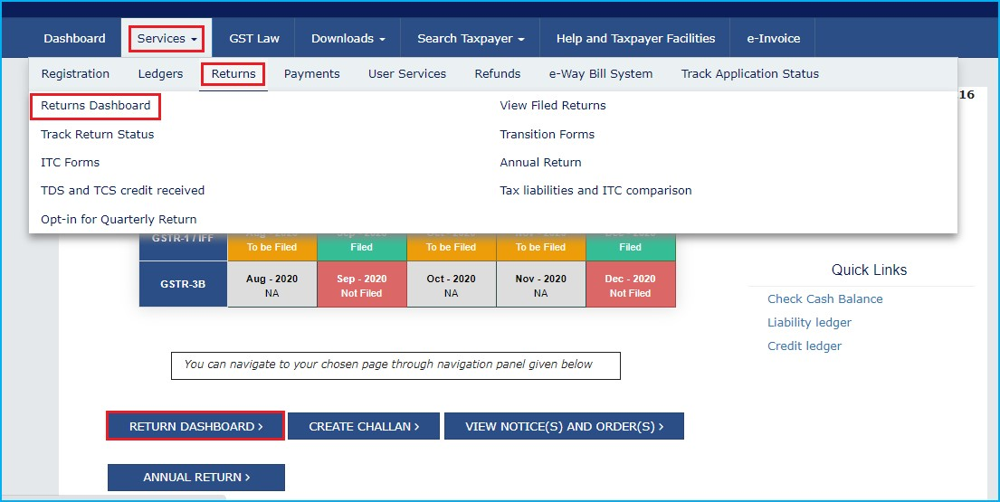 Dashboard Services GST Law Downloads Search Taxpayer Help and Taxpayer Facilities e-Invoice
Registration Ledgers Returns Payments User Services Refunds e-Way Bill System Track Application Status
16
Returns Dashboard View Filed Returns
Track Return Status Transition Forms
ITC Forms Annual Return
TDS and TCS credit received Tax liabilities and ITC comparison
Opt-in for Quarterly Return
GSTR-1 / IFF
To be Filed Filed To be Filed To be Filed Filed
GSTR-3B
Aug - 2020 Sep - 2020 Oct - 2020 Nov - 2020 Dec - 2020
NA Not Filed NA NA Not Filed
Quick Links
Check Cash Balance
Liability ledger
Credit ledger
You can navigate to your chosen page through navigation panel given below
RETURN DASHBOARD > CREATE CHALLAN > VIEW NOTICE(S) AND ORDER(S) >
ANNUAL RETURN >